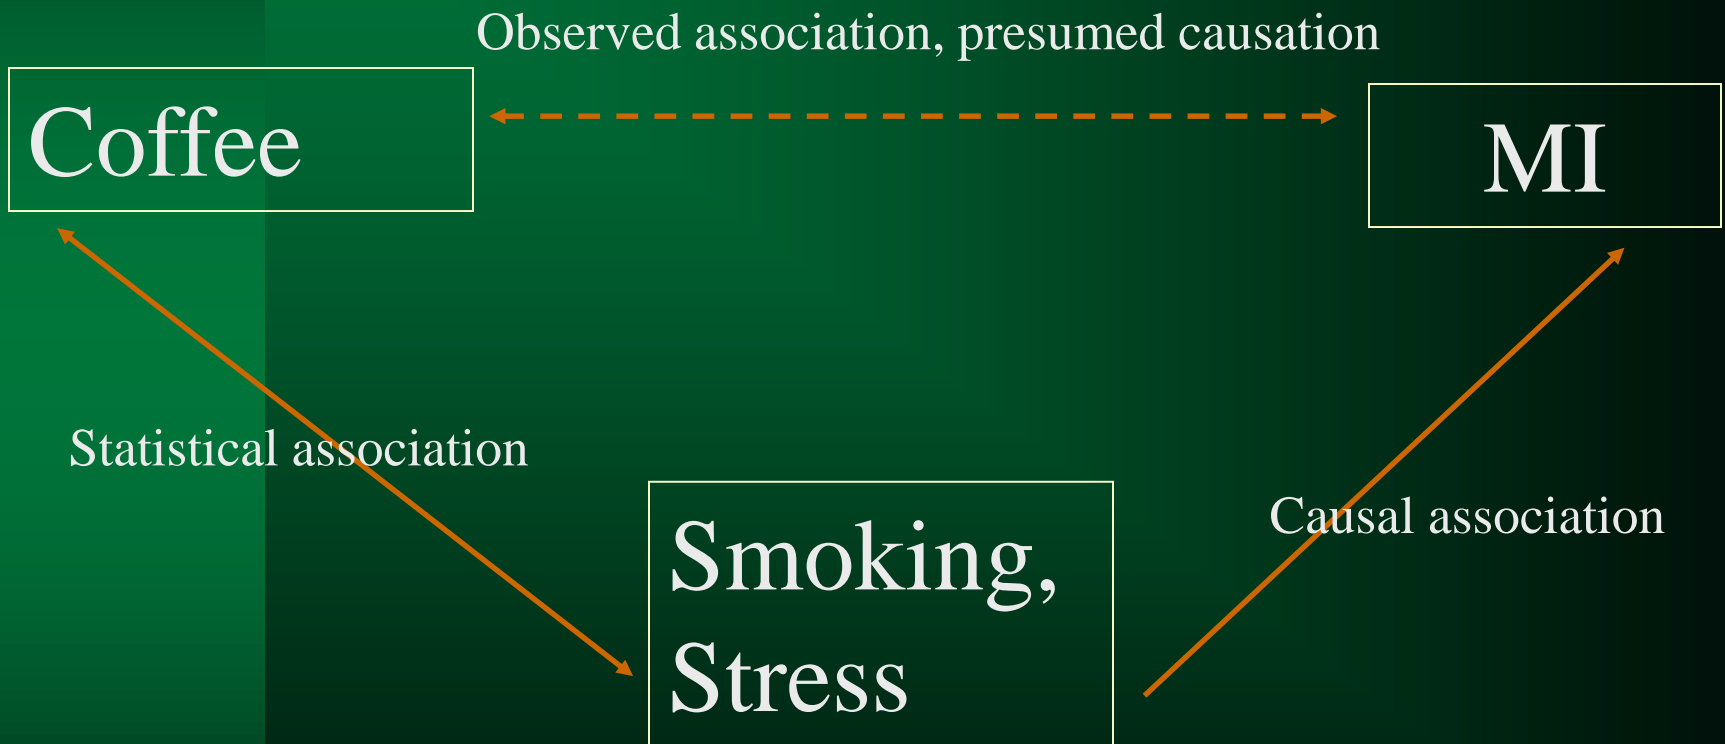 Observed association, presumed causation
Coffee
MI
Statistical association
Causal association
Smoking,
Stress